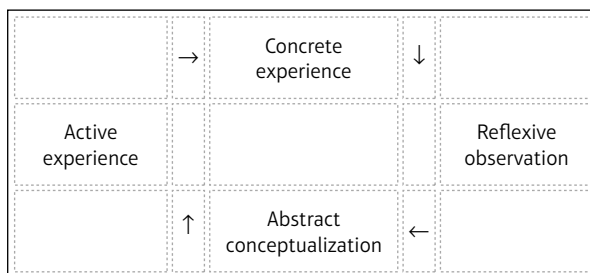 → Concrete ↓
experience
Active Reflexive
experience observation
↑ Abstract ←
conceptualization